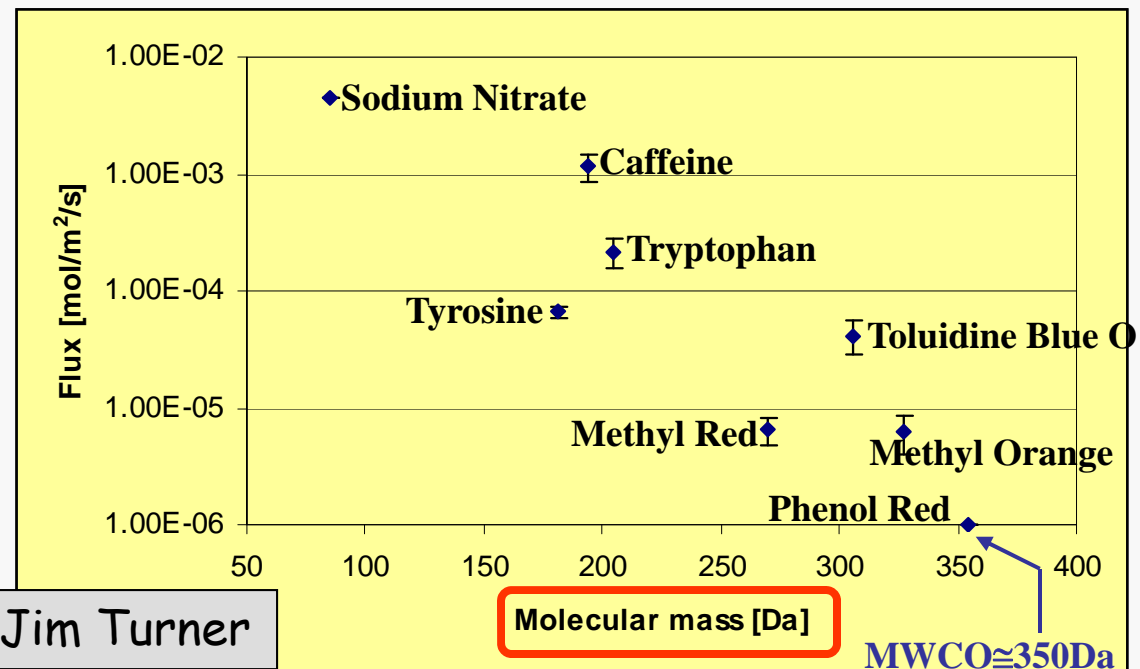 1.00E-02
Sodium Nitrate
Caffeine
1.00E-03
Tryptophan
1.00E-04
Tyrosine
Toluidine Blue O
1.00E-05
Methyl Red
Methyl Orange
Phenol Red
1.00E-06
Flux [mol/m²/s]
50 100 150 200 250 300 350 400
Molecular mass [Da]
Jim Turner
MWCO≅350Da